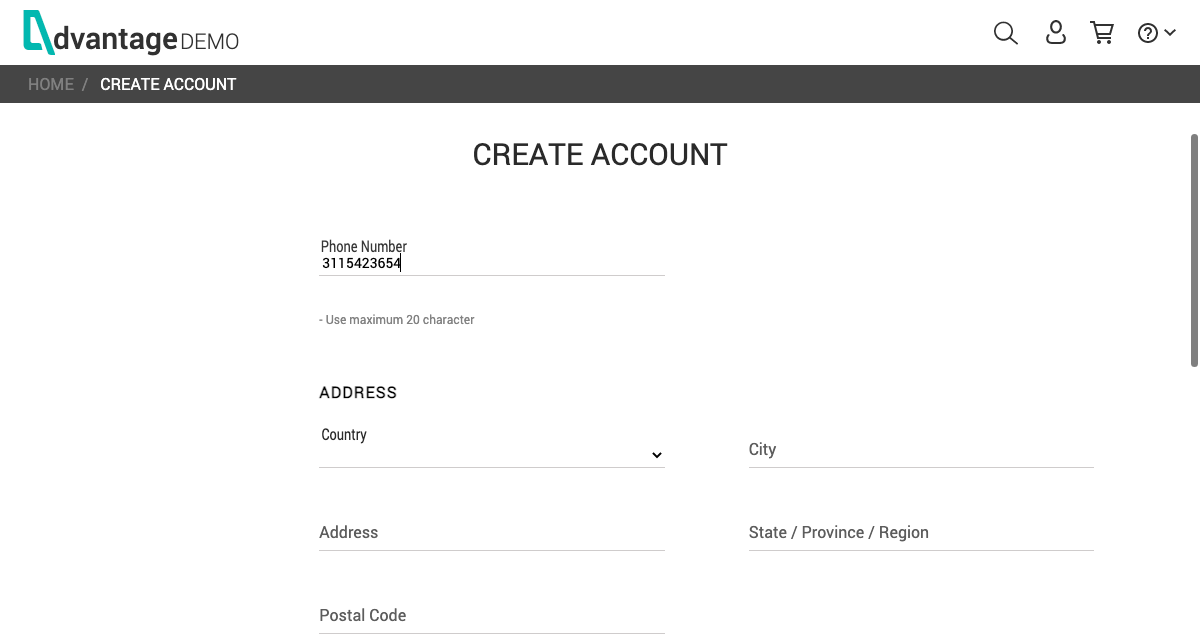 dvantage DEMO
HOME / CREATE ACCOUNT
CREATE ACCOUNT
Phone Number
3115423654
- Use maximum 20 character
ADDRESS
Country
City
Address
State / Province / Region
Postal Code